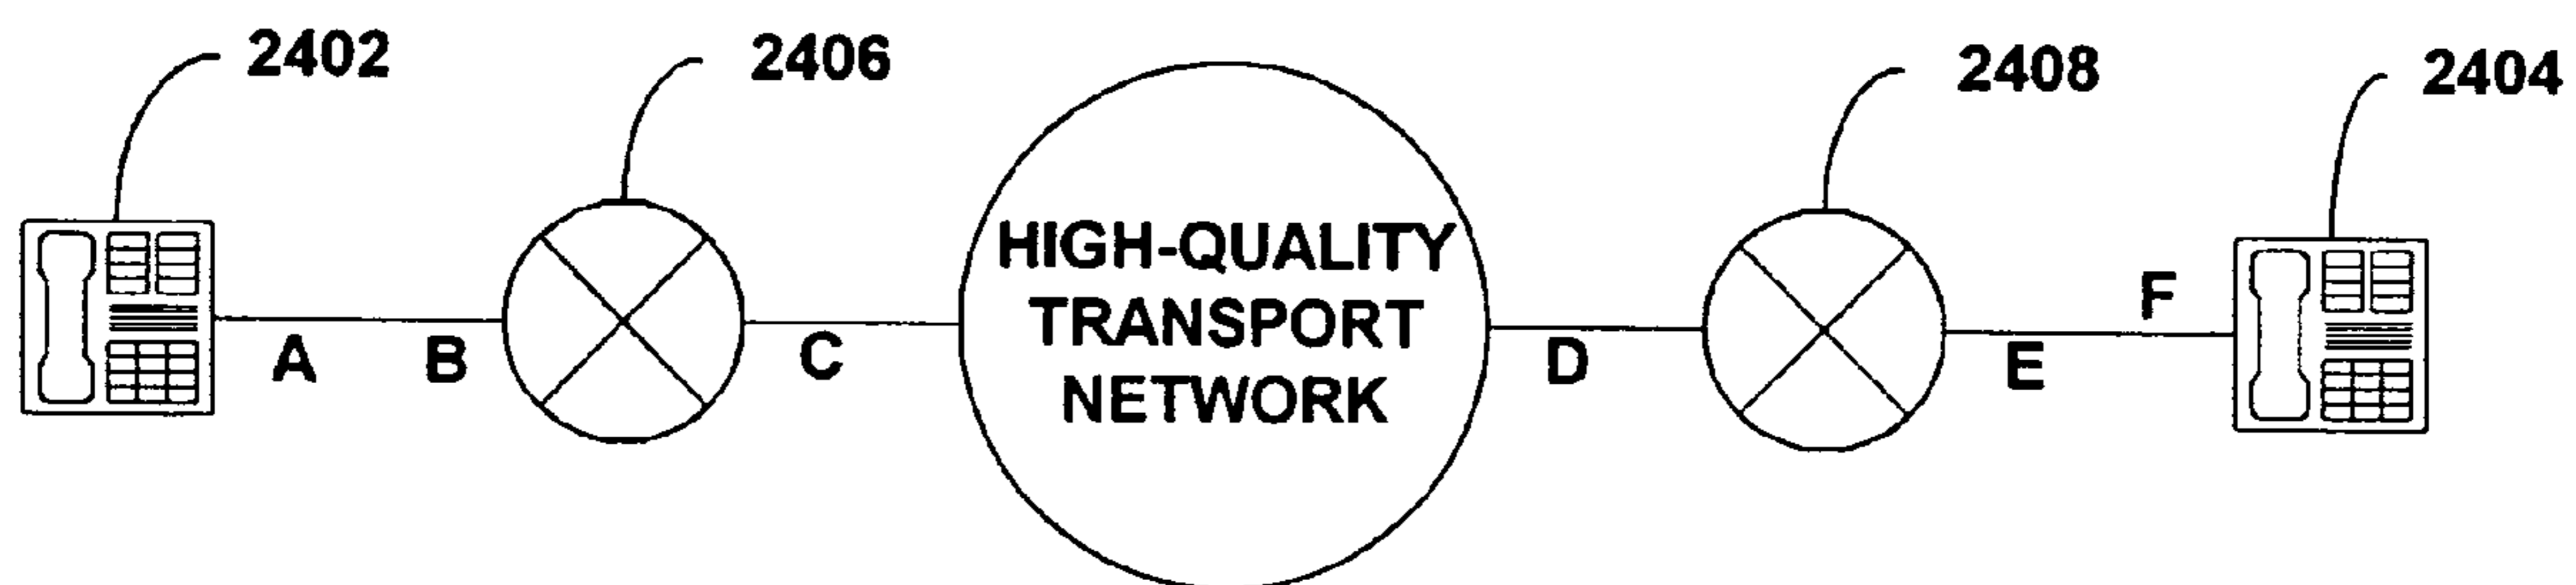 2402
2406
2408
2404
HIGH-QUALITY
TRANSPORT
NETWORK
A
B
C
D
E
F